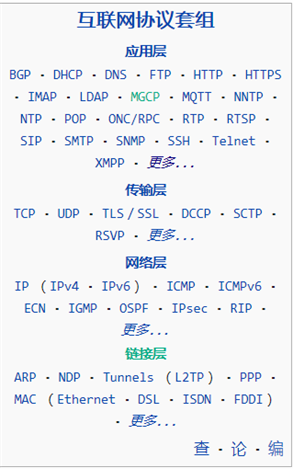 互联网协议套组
应用层
BGP · DHCP · DNS · FTP · HTTP · HTTPS
· IMAP · LDAP · MGCP · MQTT · NNTP ·
NTP · POP · ONC/RPC · RTP · RTSP ·
SIP · SMTP · SNMP · SSH · Telnet ·
XMPP · 更多...
传输层
TCP · UDP · TLS / SSL · DCCP · SCTP ·
RSVP · 更多...
网络层
IP (IPv4 · IPv6) · ICMP · ICMPv6 ·
ECN · IGMP · OSPF · IPsec · RIP ·
更多...
链接层
ARP · NDP · Tunnels (L2TP) · PPP ·
MAC (Ethernet · DSL · ISDN · FDDI)
· 更多...
查 · 论 · 编